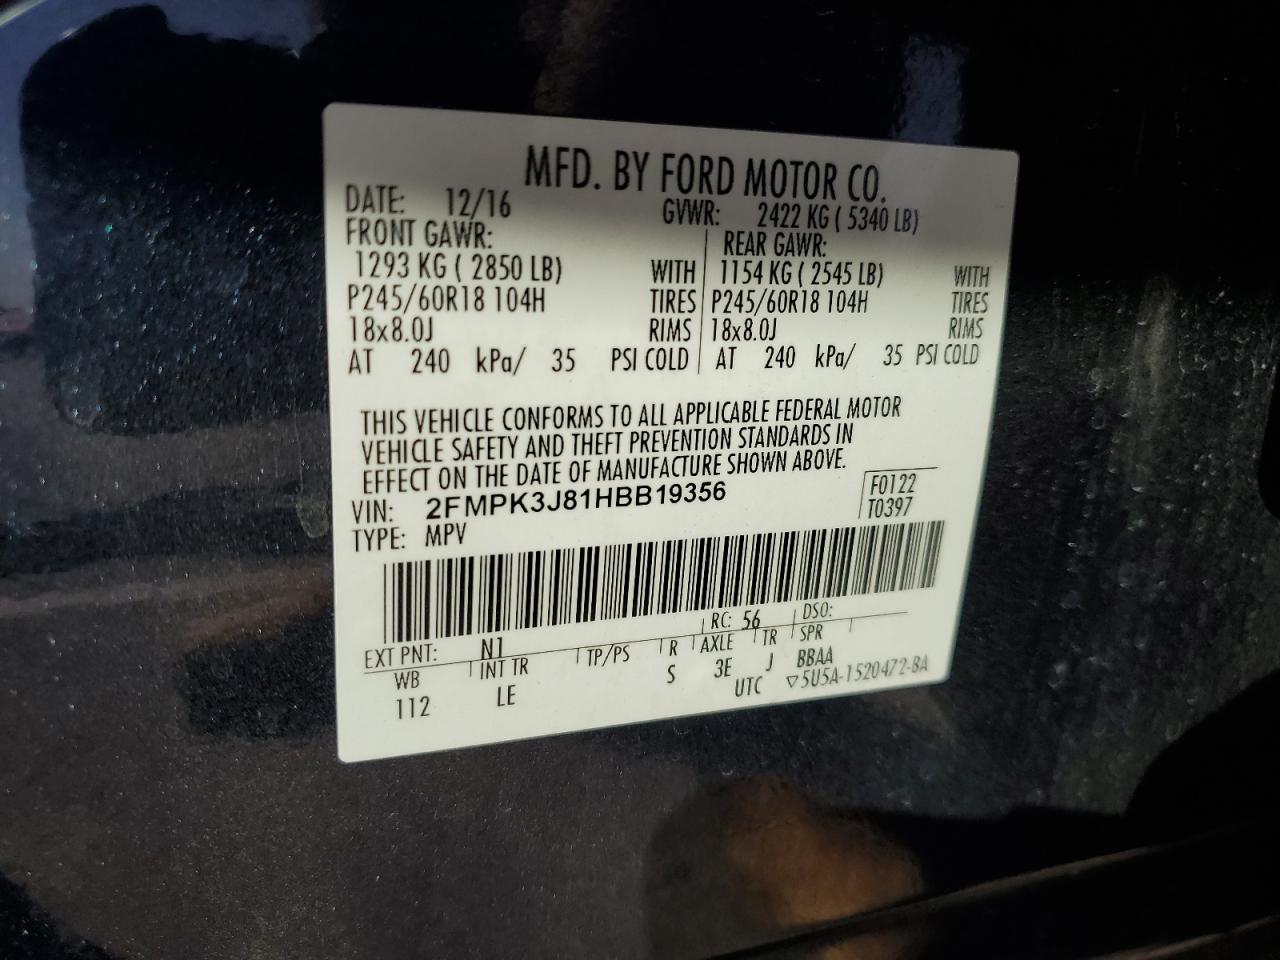 MFD. BY FORD MOTOR CO.
DATE: 12/16 GVWR: 2422 KG ( 5340 LB)
FRONT GAWR: REAR GAWR:
1293 KG ( 2850 LB) WITH 1154 KG ( 2545 LB) WITH
P245/60R18 104H TIRES P245/60R18 104H TIRES
18x8.0J RIMS 18x8.0J RIMS
AT 240 kPa/ 35 PSI COLD AT 240 kPa/ 35 PSI COLD
THIS VEHICLE CONFORMS TO ALL APPLICABLE FEDERAL MOTOR
VEHICLE SAFETY AND THEFT PREVENTION STANDARDS IN
EFFECT ON THE DATE OF MANUFACTURE SHOWN ABOVE.
VIN: 2FMPK3J81HBB19356 F0122
TYPE: MPV T0397
EXT PNT: N1 RC: 56 DSO:
WB INT TR TP/PS R AXLE TR SPR
112 LE S 3E J BBAA
UTC ▽5U5A-1520472-BA